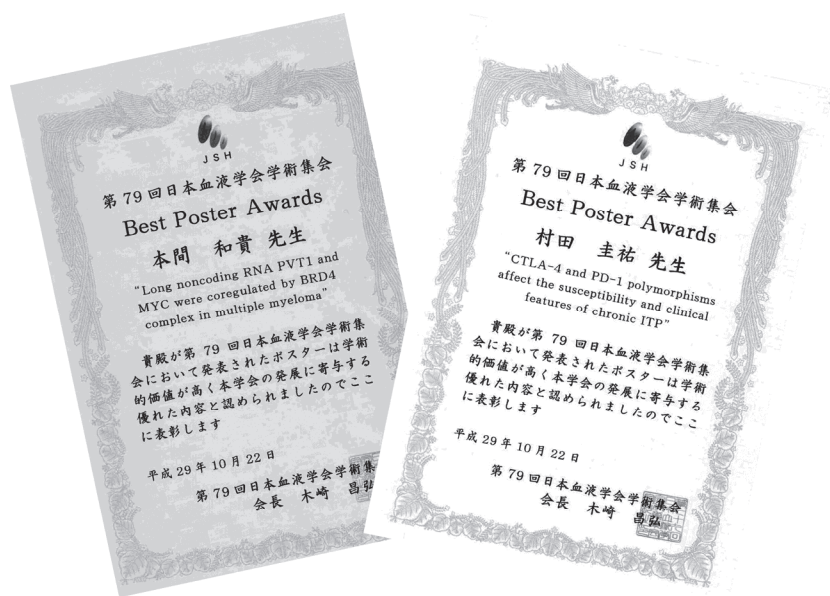 JSH
第79回日本血液学会学術集会
Best Poster Awards
本間 和貴 先生
“Long noncoding RNA PVT1 and
MYC were coregulated by BRD4
complex in multiple myeloma”
貴殿が第 79 回日本血液学会学術集
会において発表されたポスターは学術
的価値が高く本学会の発展に寄与する
優れた内容と認められましたのでここ
に表彰します
平成29年10月22日
第79回日本血液学会学術集
会長 木崎 昌弘
JSH
第79回日本血液学会学術集会
Best Poster Awards
村田 圭祐 先生
“CTLA-4 and PD-1 polymorphisms
affect the susceptibility and clinical
features of chronic ITP”
貴殿が第 79 回日本血液学会学術集
会において発表されたポスターは学術
的価値が高く本学会の発展に寄与する
優れた内容と認められましたのでここ
に表彰します
平成29年10月22日
第79回日本血液学会学術集会
会長 木崎 昌弘